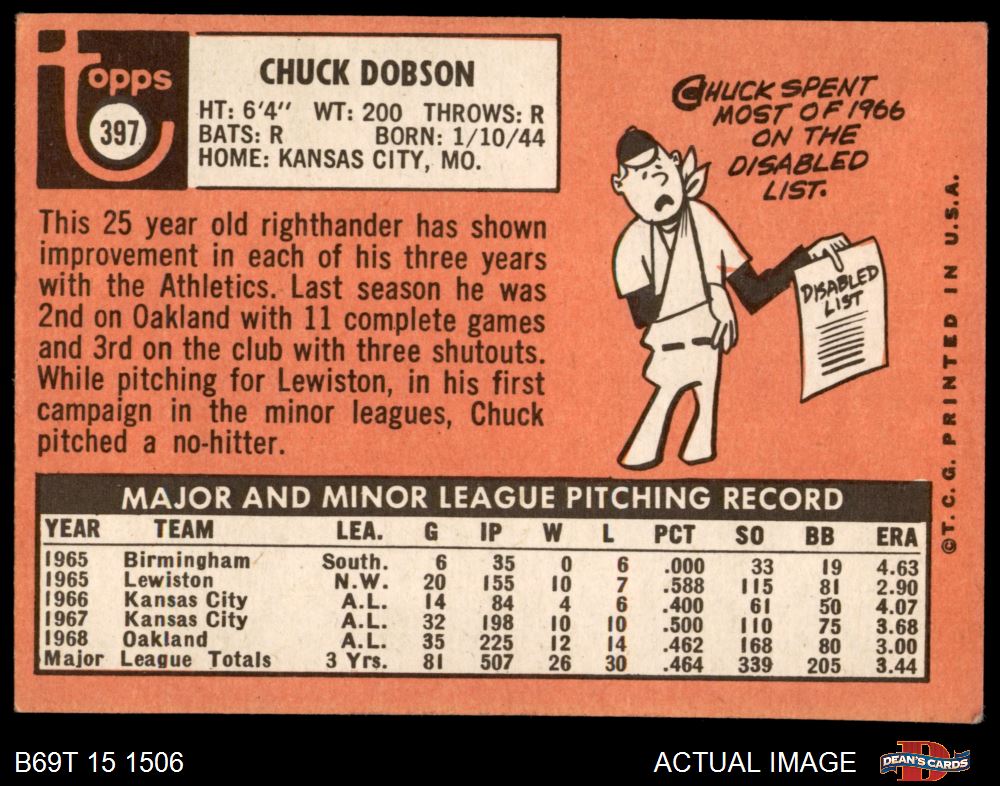 topps
397
CHUCK DOBSON
HT: 6'4" WT: 200 THROWS: R
BATS: R BORN: 1/10/44
HOME: KANSAS CITY, MO.
CHUCK SPENT
MOST OF 1966
ON THE
DISABLED
LIST.
DISABLED
LIST
This 25 year old righthander has shown
improvement in each of his three years
with the Athletics. Last season he was
2nd on Oakland with 11 complete games
and 3rd on the club with three shutouts.
While pitching for Lewiston, in his first
campaign in the minor leagues, Chuck
pitched a no-hitter.
©T.C.G. PRINTED IN U.S.A.
MAJOR AND MINOR LEAGUE PITCHING RECORD
YEAR TEAM LEA. G IP W L PCT SO BB ERA
1965 Birmingham South. 6 35 0 6 .000 33 19 4.63
1965 Lewiston N.W. 20 155 10 7 .588 115 81 2.90
1966 Kansas City A.L. 14 84 4 6 .400 61 50 4.07
1967 Kansas City A.L. 32 198 10 10 .500 110 75 3.68
1968 Oakland A.L. 35 225 12 14 .462 168 80 3.00
Major League Totals 3 Yrs. 81 507 26 30 .464 339 205 3.44
B69T 15 1506
ACTUAL IMAGE
DEAN'S CARDS